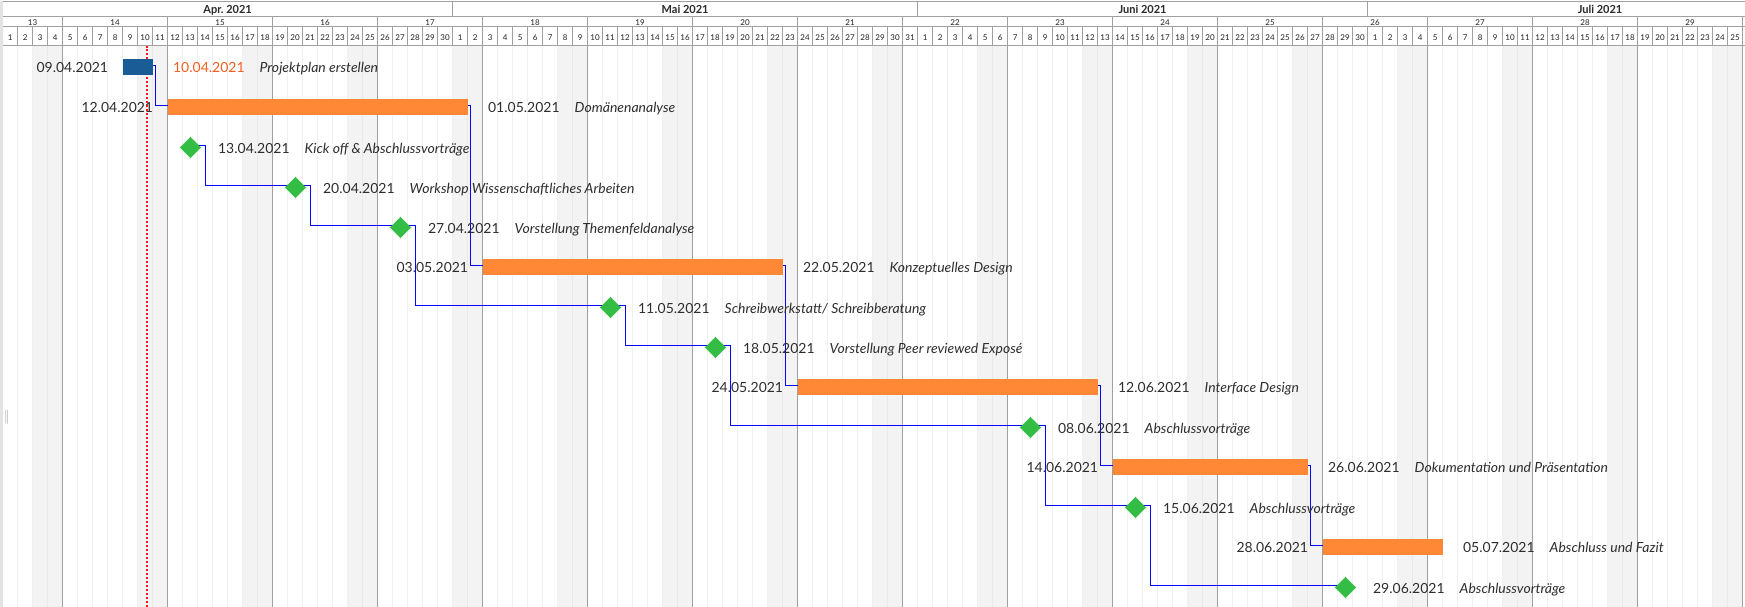 Apr. 2021 Mai 2021 Juni 2021 Juli 2021
13 14 15 16 17 18 19 20 21 22 23 24 25 26 27 28 29
1 2 3 4 5 6 7 8 9 10 11 12 13 14 15 16 17 18 19 20 21 22 23 24 25 26 27 28 29 30 1 2 3 4 5 6 7 8 9 10 11 12 13 14 15 16 17 18 19 20 21 22 23 24 25 26 27 28 29 30 31 1 2 3 4 5 6 7 8 9 10 11 12 13 14 15 16 17 18 19 20 21 22 23 24 25 26 27 28 29 30 1 2 3 4 5 6 7 8 9 10 11 12 13 14 15 16 17 18 19 20 21 22 23 24 25
09.04.2021 10.04.2021 Projektplan erstellen
12.04.2021 01.05.2021 Domänenanalyse
13.04.2021 Kick off & Abschlussvorträge
20.04.2021 Workshop Wissenschaftliches Arbeiten
27.04.2021 Vorstellung Themenfeldanalyse
03.05.2021 22.05.2021 Konzeptuelles Design
11.05.2021 Schreibwerkstatt/ Schreibberatung
18.05.2021 Vorstellung Peer reviewed Exposé
24.05.2021 12.06.2021 Interface Design
08.06.2021 Abschlussvorträge
14.06.2021 26.06.2021 Dokumentation und Präsentation
15.06.2021 Abschlussvorträge
28.06.2021 05.07.2021 Abschluss und Fazit
29.06.2021 Abschlussvorträge